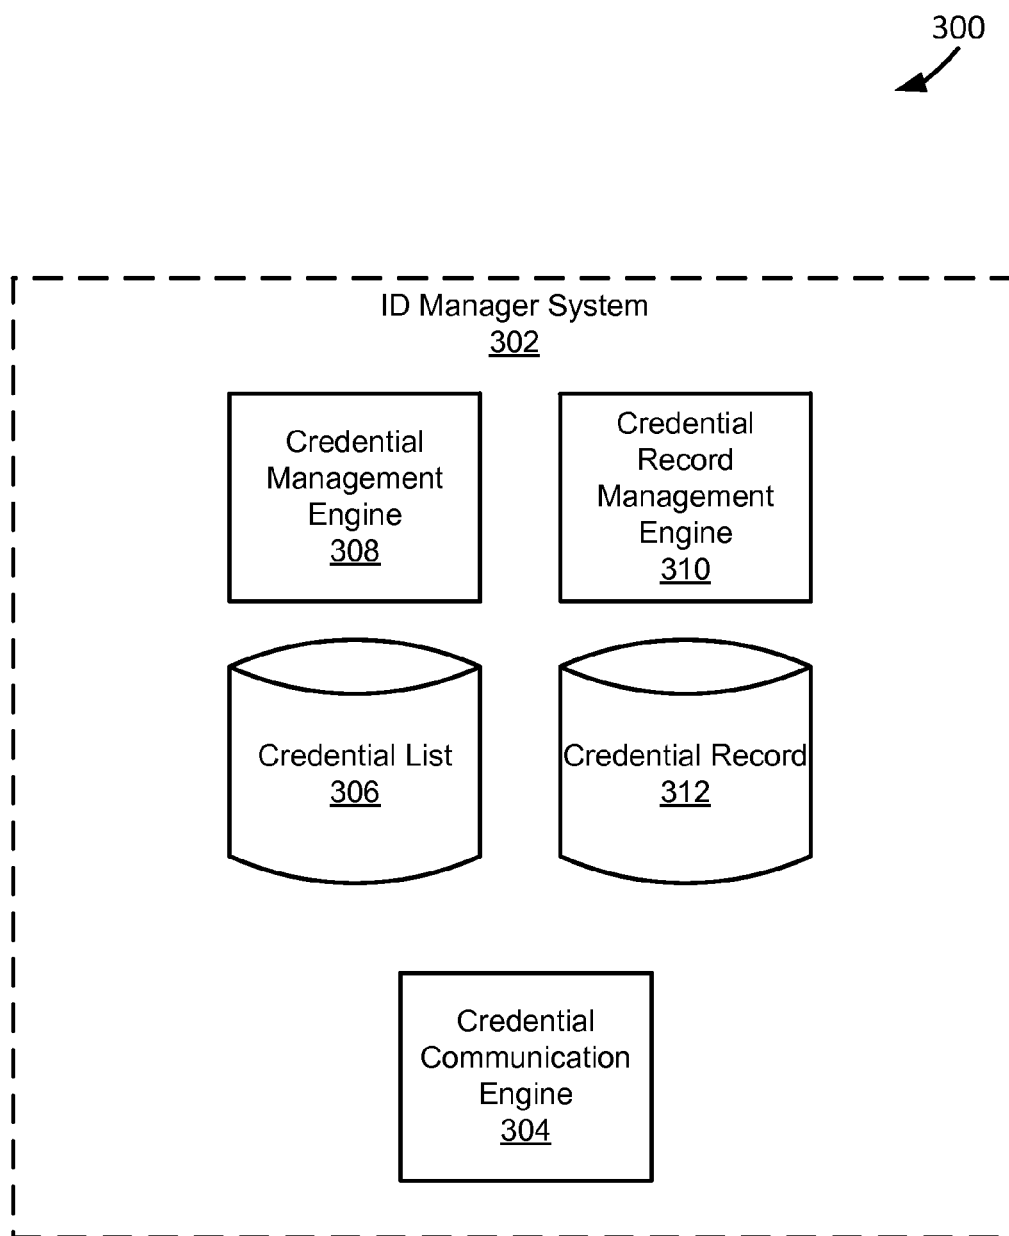 300
ID Manager System
302
Credential
Management
Engine
308
Credential
Record
Management
Engine
310
Credential List
306
Credential Record
312
Credential
Communication
Engine
304